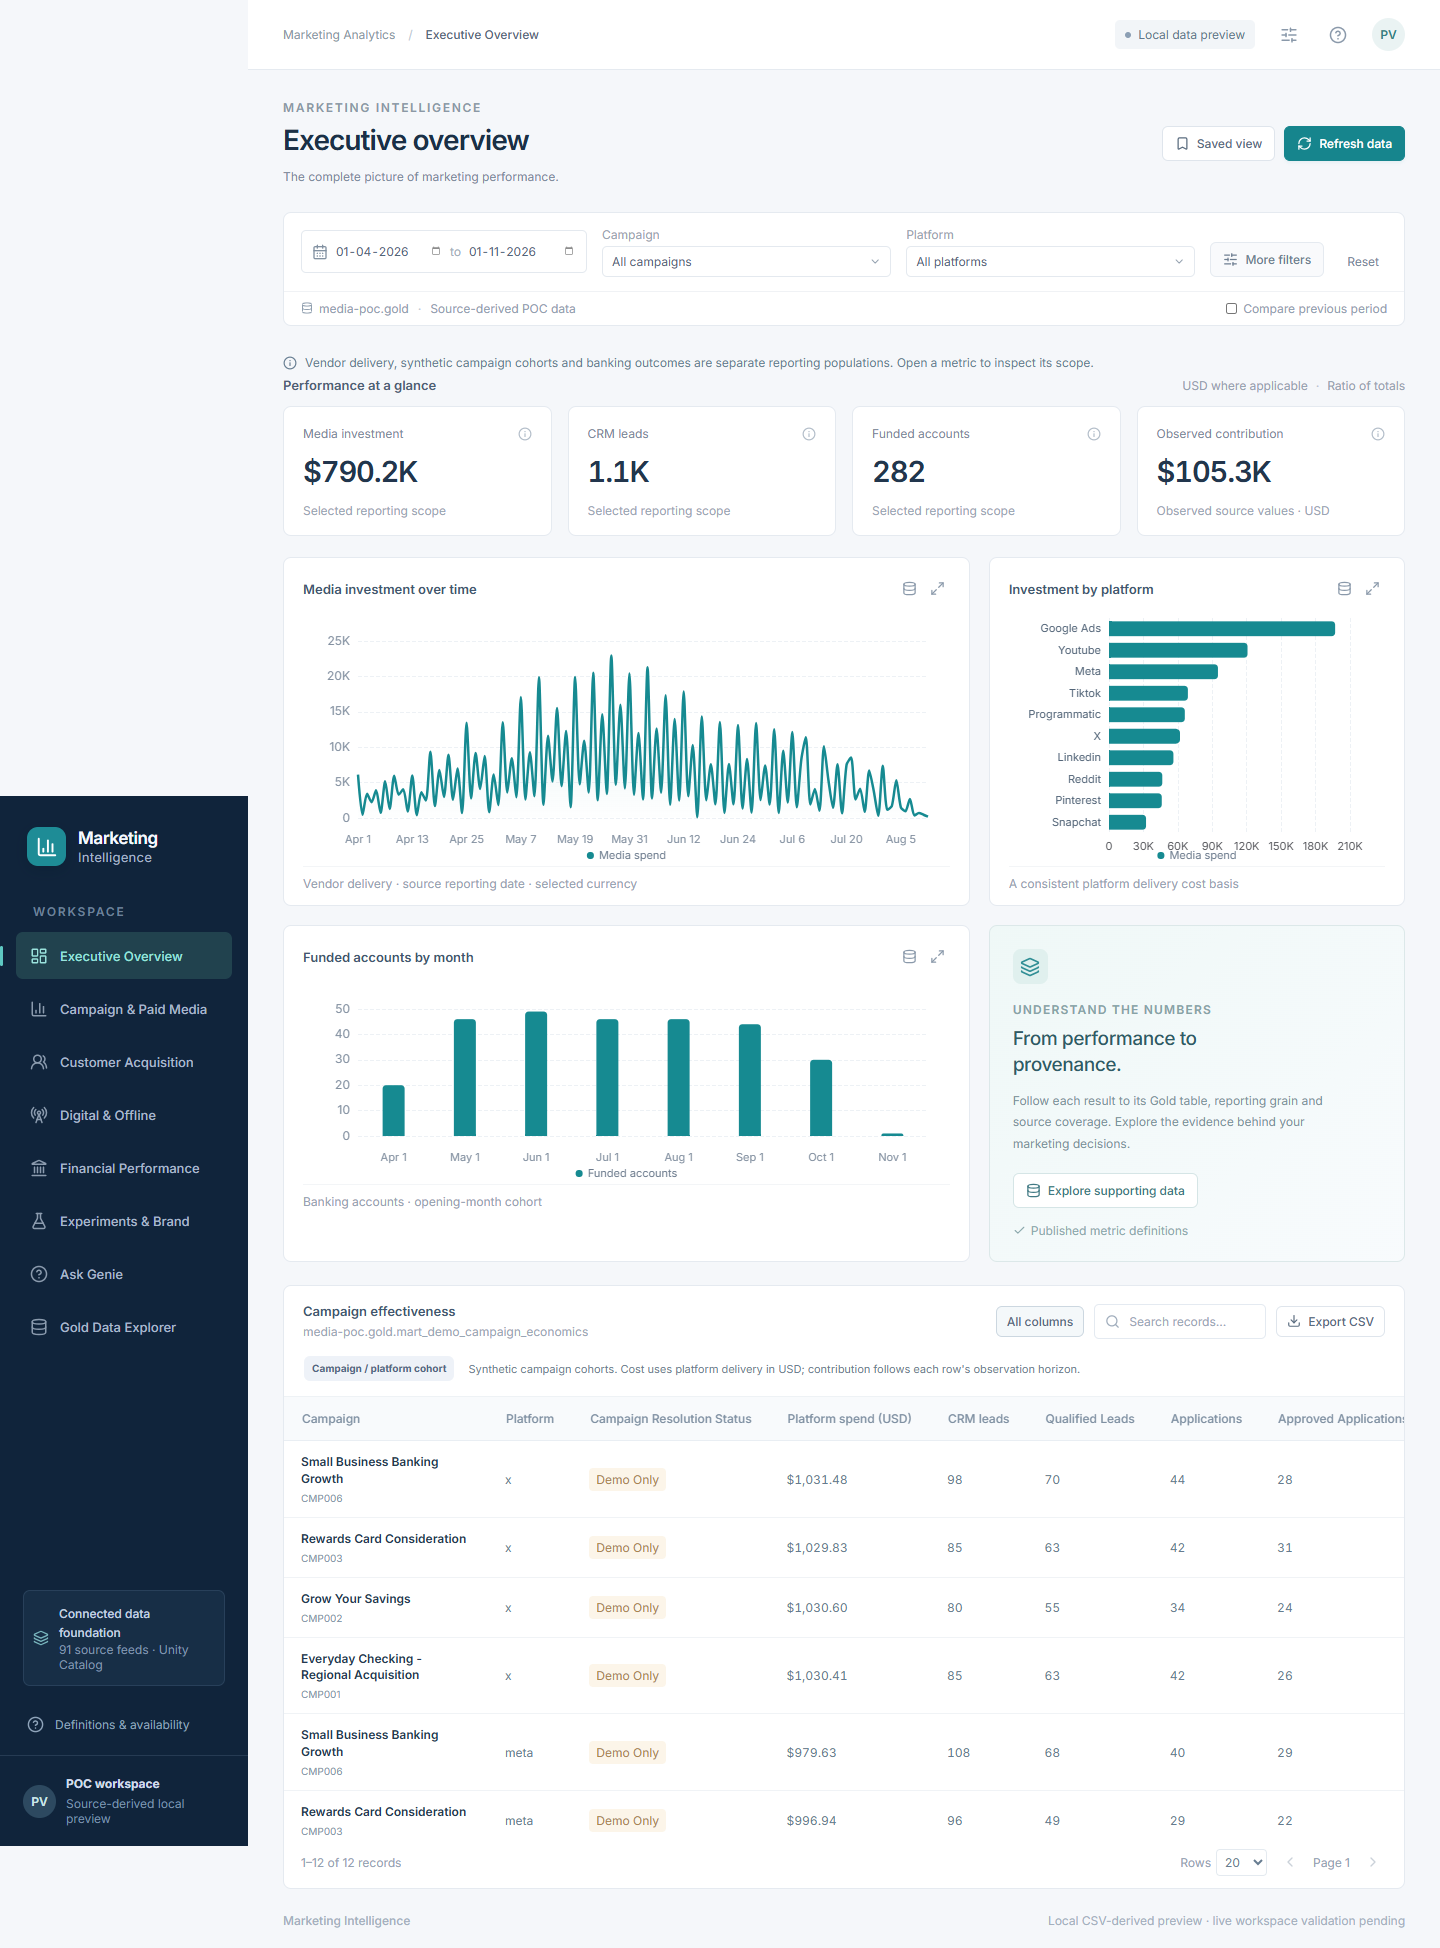 Marketing Analytics / Executive Overview
Local data preview
PV
MARKETING INTELLIGENCE
Executive overview
The complete picture of marketing performance.
Saved view
Refresh data
01-04-2026 to 01-11-2026
Campaign
All campaigns
Platform
All platforms
More filters
Reset
media-poc.gold · Source-derived POC data
Compare previous period
Vendor delivery, synthetic campaign cohorts and banking outcomes are separate reporting populations. Open a metric to inspect its scope.
Performance at a glance
USD where applicable · Ratio of totals
Media investment
$790.2K
Selected reporting scope
CRM leads
1.1K
Selected reporting scope
Funded accounts
282
Selected reporting scope
Observed contribution
$105.3K
Observed source values · USD
Media investment over time
25K
20K
15K
10K
5K
0
Apr 1 Apr 13 Apr 25 May 7 May 19 May 31 Jun 12 Jun 24 Jul 6 Jul 20 Aug 5
Media spend
Vendor delivery · source reporting date · selected currency
Investment by platform
Google Ads
Youtube
Meta
Tiktok
Programmatic
X
Linkedin
Reddit
Pinterest
Snapchat
0 30K 60K 90K 120K 150K 180K 210K
Media spend
A consistent platform delivery cost basis
Marketing
Intelligence
WORKSPACE
Executive Overview
Campaign & Paid Media
Customer Acquisition
Digital & Offline
Financial Performance
Experiments & Brand
Ask Genie
Gold Data Explorer
Connected data
foundation
91 source feeds · Unity
Catalog
Definitions & availability
PV
POC workspace
Source-derived local
preview
Funded accounts by month
50
40
30
20
10
0
Apr 1 May 1 Jun 1 Jul 1 Aug 1 Sep 1 Oct 1 Nov 1
Funded accounts
Banking accounts · opening-month cohort
UNDERSTAND THE NUMBERS
From performance to
provenance.
Follow each result to its Gold table, reporting grain and
source coverage. Explore the evidence behind your
marketing decisions.
Explore supporting data
Published metric definitions
Campaign effectiveness
media-poc.gold.mart_demo_campaign_economics
All columns
Search records...
Export CSV
Campaign / platform cohort
Synthetic campaign cohorts. Cost uses platform delivery in USD; contribution follows each row's observation horizon.
Campaign Platform Campaign Resolution Status Platform spend (USD) CRM leads Qualified Leads Applications Approved Applications
Small Business Banking
Growth
CMP006
x Demo Only $1,031.48 98 70 44 28
Rewards Card Consideration
CMP003
x Demo Only $1,029.83 85 63 42 31
Grow Your Savings
CMP002
x Demo Only $1,030.60 80 55 34 24
Everyday Checking -
Regional Acquisition
CMP001
x Demo Only $1,030.41 85 63 42 26
Small Business Banking
Growth
CMP006
meta Demo Only $979.63 108 68 40 29
Rewards Card Consideration
CMP003
meta Demo Only $996.94 96 49 29 22
1–12 of 12 records
Rows 20
Page 1
Marketing Intelligence
Local CSV-derived preview · live workspace validation pending